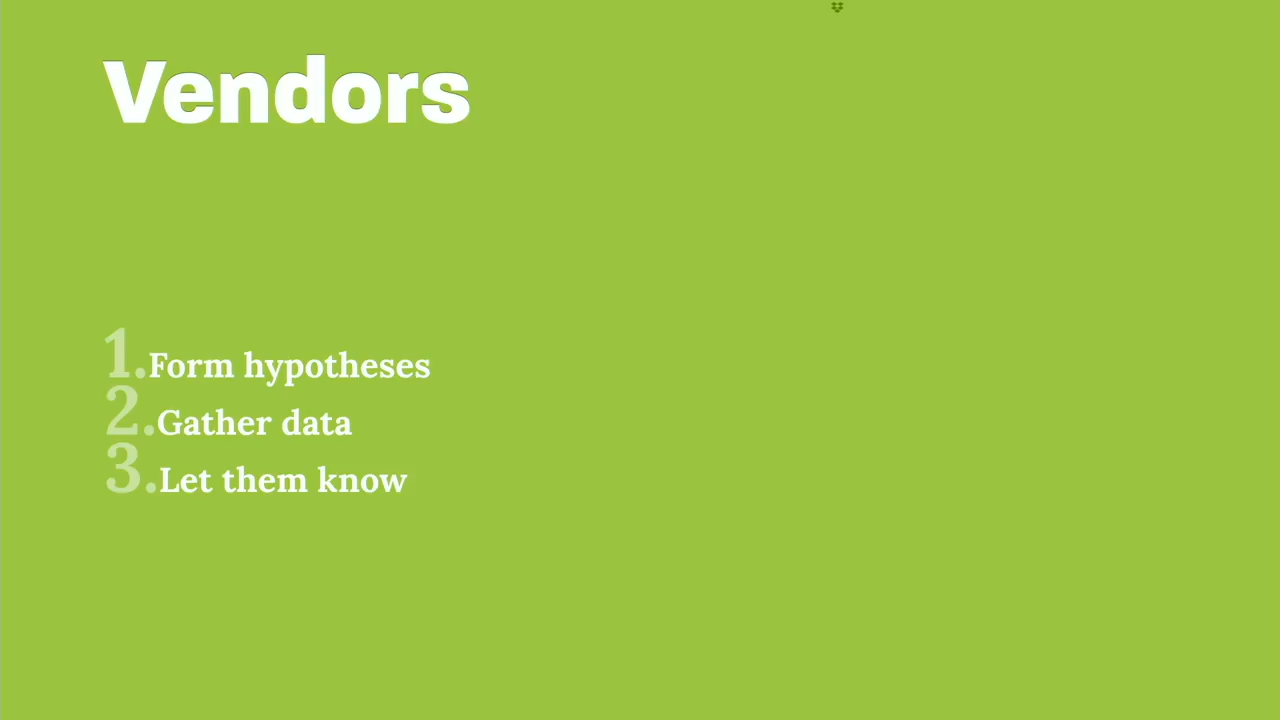 Vendors
1. Form hypotheses
2. Gather data
3. Let them know